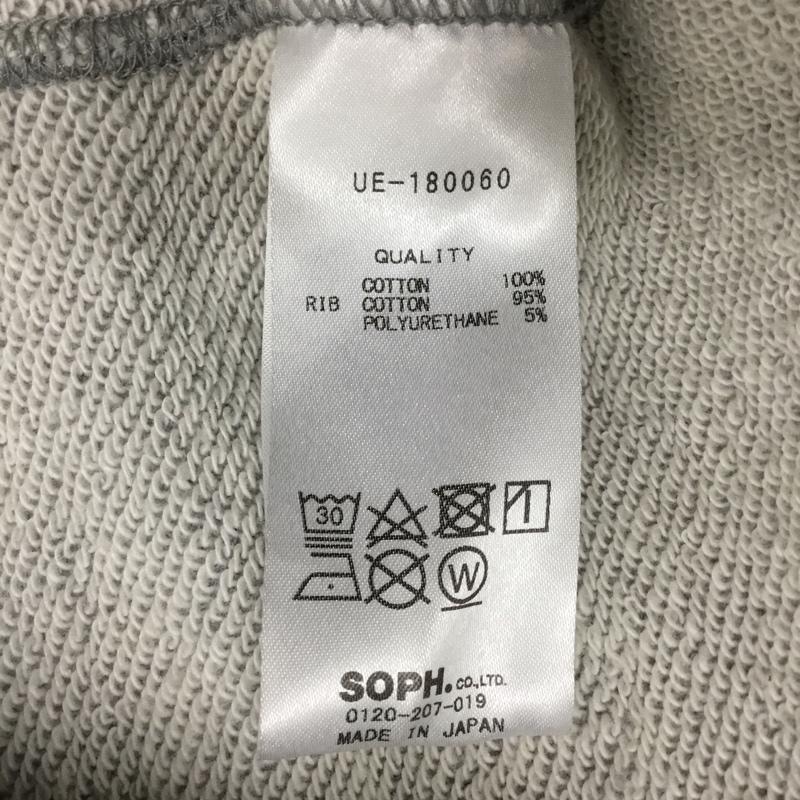 UE-180060
QUALITY
COTTON 100%
RIB COTTON 95%
POLYURETHANE 5%
30
W
SOPH. CO.,LTD.
0120-207-019
MADE IN JAPAN